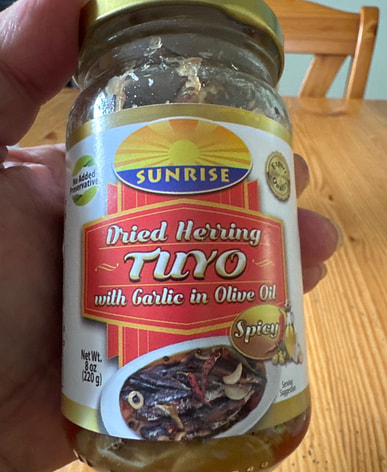 SUNRISE
No Added
Preservative
Dried Herring
TUYO
with Garlic in Olive Oil
Spicy
Net Wt.
8 oz
(220 g)
Serving
Suggestion